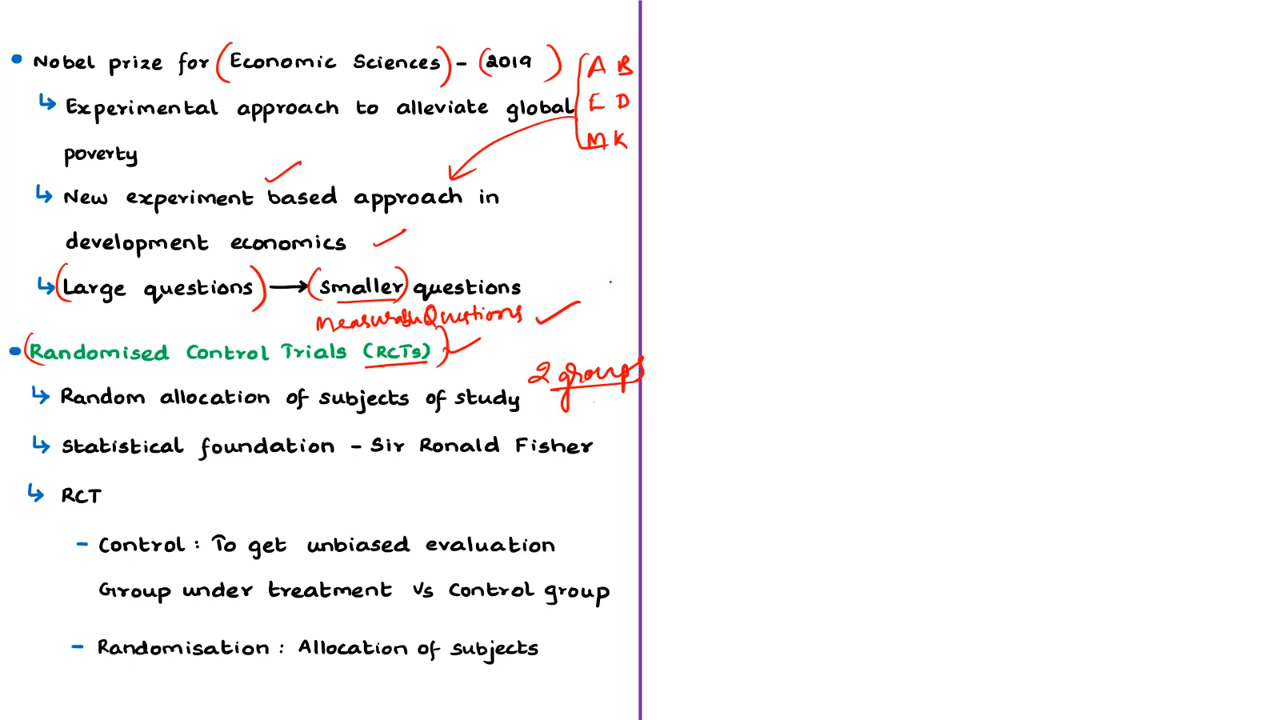 • Nobel prize for (Economic Sciences) - (2019) A B
↳ Experimental approach to alleviate global E D
poverty M K
↳ New experiment based approach in
development economics
↳ (Large questions) → (smaller) questions
Questions
• (Randomised Control Trials (RCTs))
2 groups
↳ Random allocation of subjects of study
↳ Statistical foundation - Sir Ronald Fisher
↳ RCT
- Control : To get unbiased evaluation
Group under treatment Vs Control group
- Randomisation : Allocation of subjects